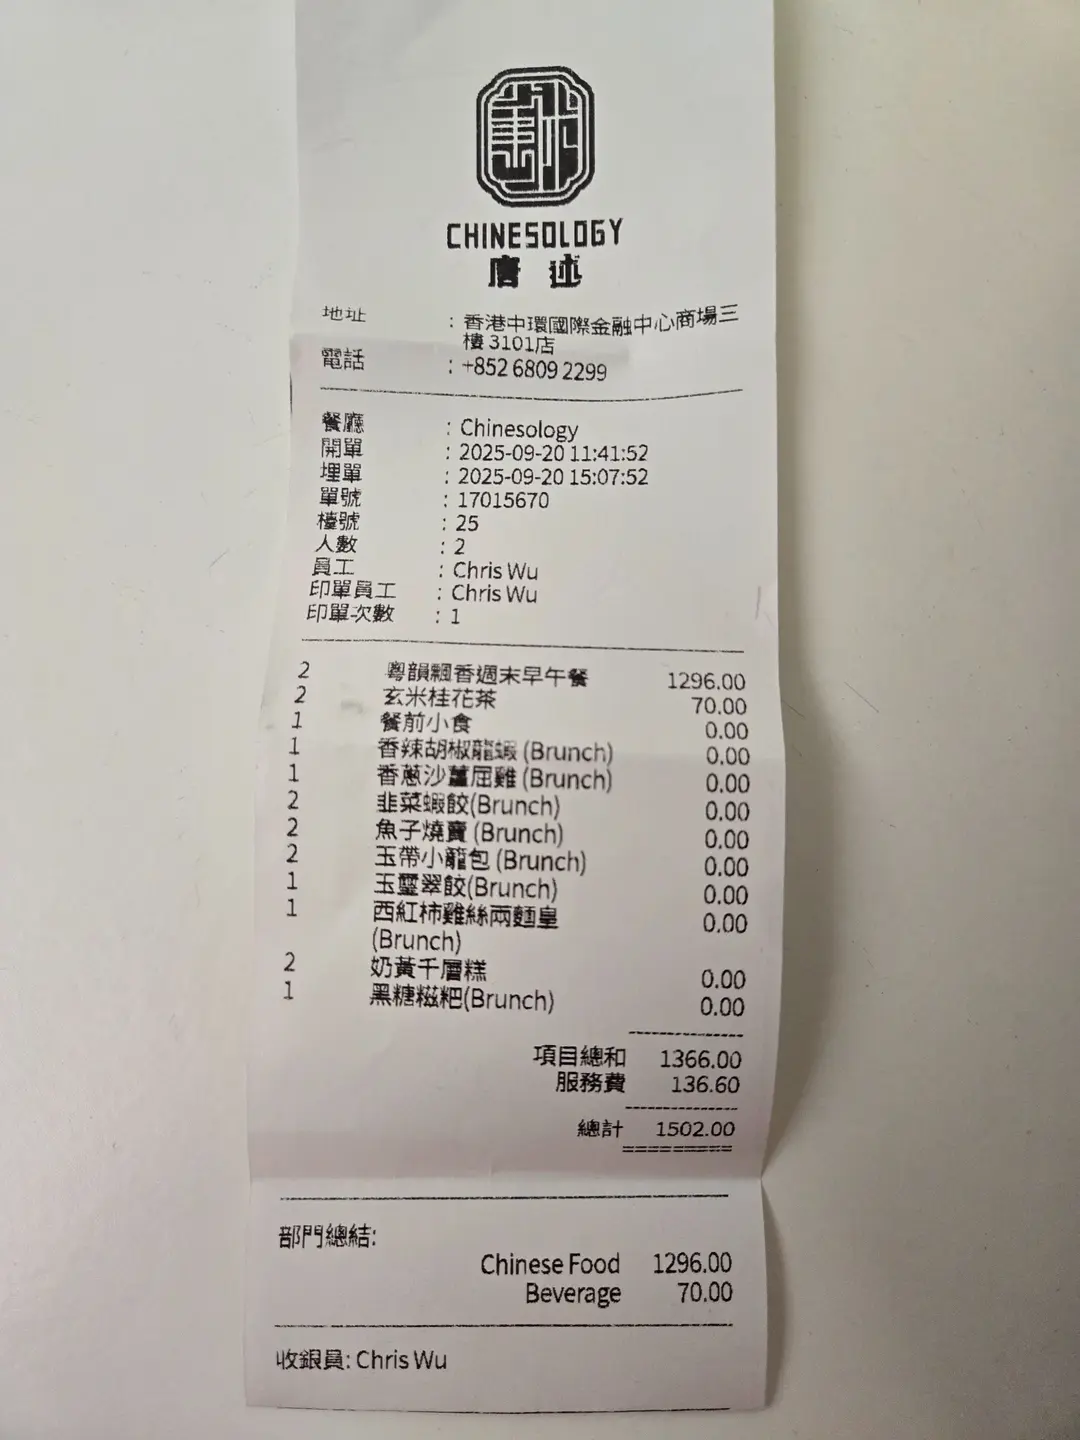 CHINESOLOGY
唐述
地址 : 香港中環國際金融中心商場三
樓 3101店
電話 : +852 6809 2299
餐廳 : Chinesology
開單 : 2025-09-20 11:41:52
埋單 : 2025-09-20 15:07:52
單號 : 17015670
檯號 : 25
人數 : 2
員工 : Chris Wu
印單員工 : Chris Wu
印單次數 : 1
2 粵韻飄香週末早午餐 1296.00
2 玄米桂花茶 70.00
1 餐前小食 0.00
1 香辣胡椒龍蝦 (Brunch) 0.00
1 香蔥沙薑屈雞 (Brunch) 0.00
2 韭菜蝦餃(Brunch) 0.00
2 魚子燒賣 (Brunch) 0.00
2 玉帶小籠包 (Brunch) 0.00
1 玉璽翠餃(Brunch) 0.00
1 西紅柿雞絲兩麵皇 0.00
(Brunch)
2 奶黃千層糕 0.00
1 黑糖糍粑(Brunch) 0.00
項目總和 1366.00
服務費 136.60
總計 1502.00
部門總結:
Chinese Food 1296.00
Beverage 70.00
收銀員: Chris Wu